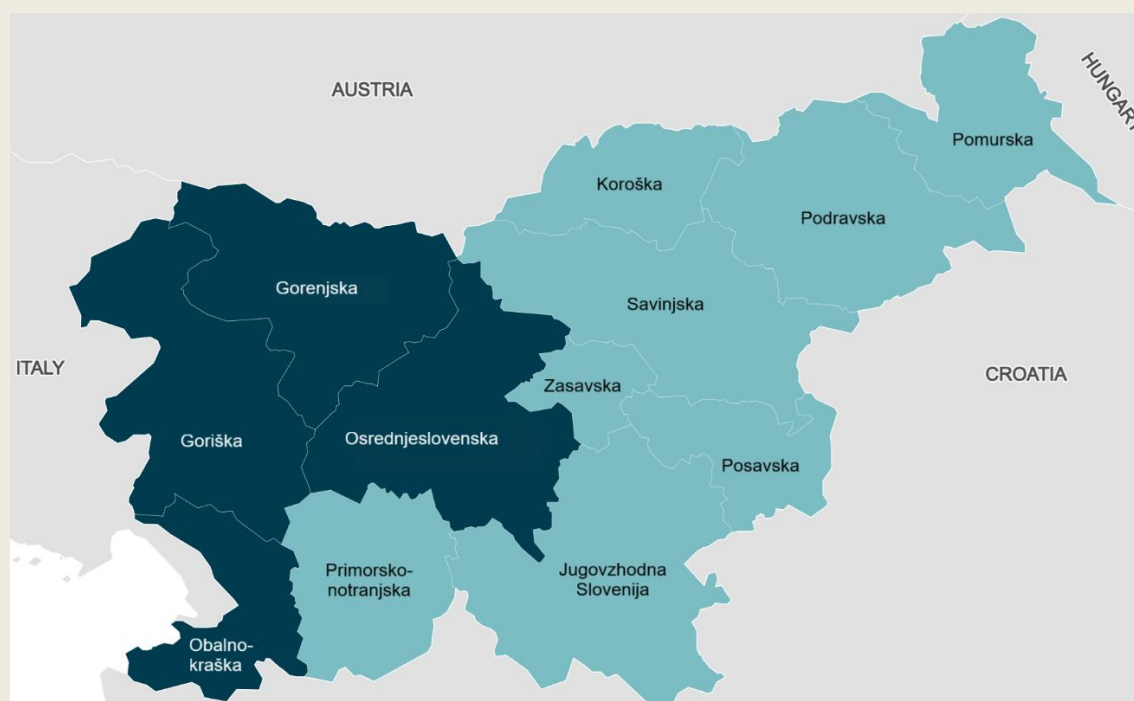 AUSTRIA
HUNGARY
Pomurska
Koroška
Podravska
Gorenjska
Savinjska
ITALY
CROATIA
Zasavska
Goriška
Osrednjeslovenska
Posavska
Primorsko-
notranjska
Jugovzhodna
Slovenija
Obalno-
kraška